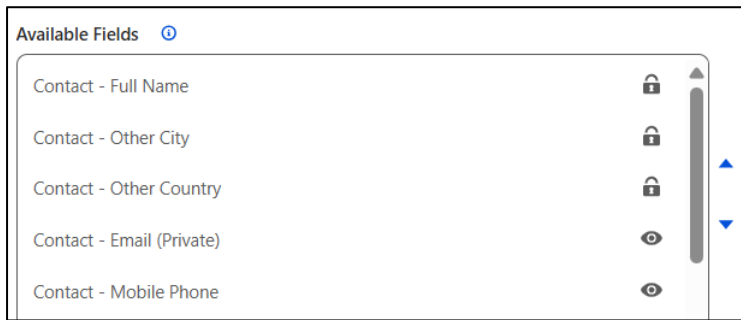 Available Fields
Contact - Full Name
Contact - Other City
Contact - Other Country
Contact - Email (Private)
Contact - Mobile Phone